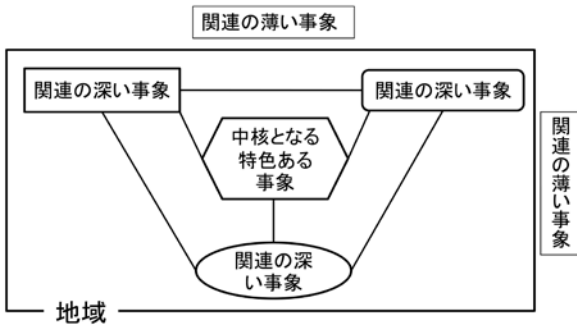 関連の薄い事象
関連の深い事象
関連の深い事象
中核となる
特色ある
事象
関連の薄い事象
関連の深
い事象
地域